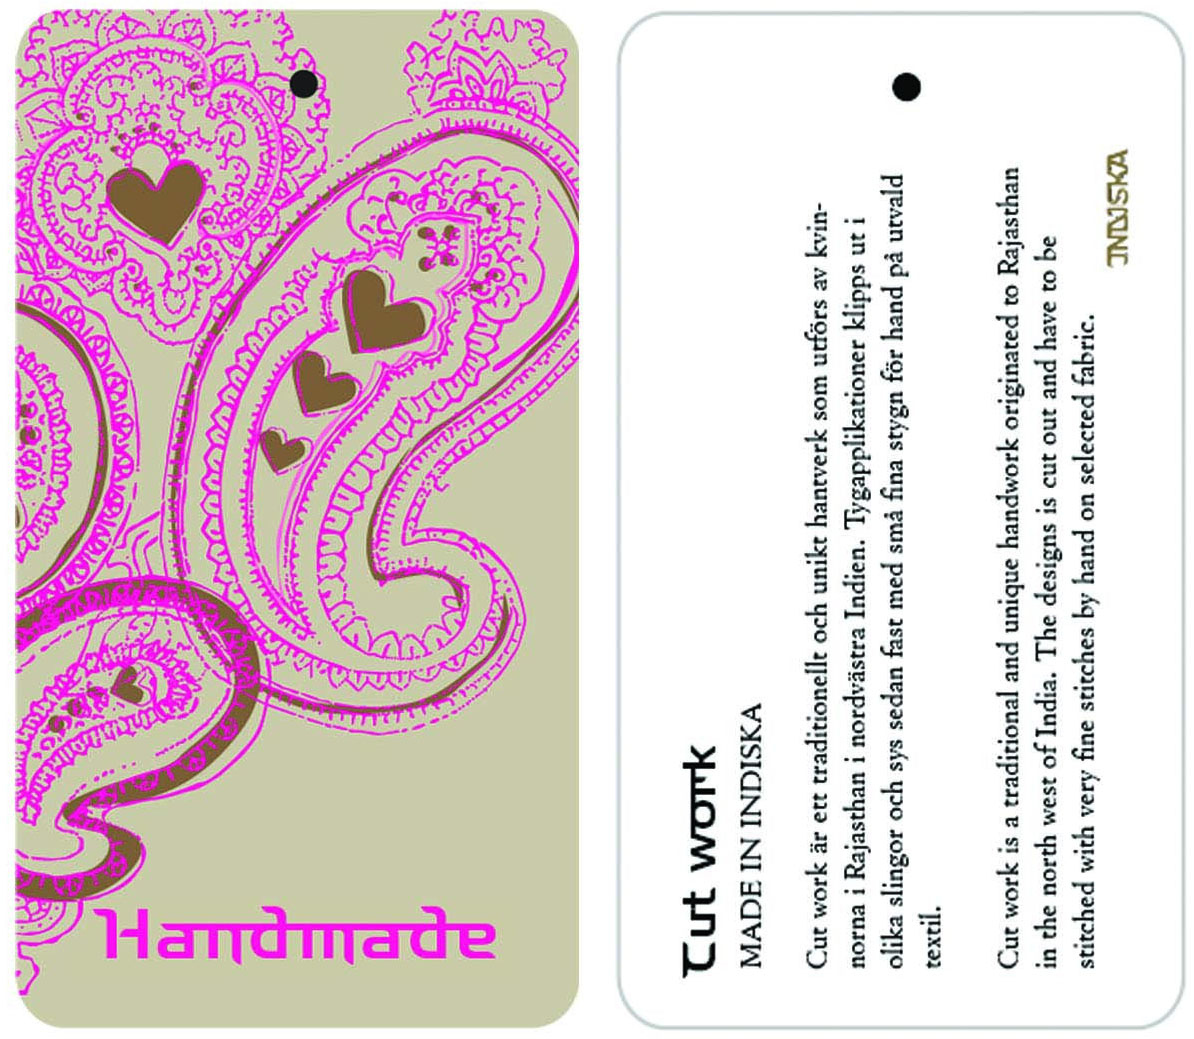 Handmade
Cut work
MADE IN INDISKA
Cut work är ett traditionellt och unikt hantverk som utförs av kvin-
norna i Rajasthan i nordvästra Indien. Tygapplikationer klipps ut i
olika slingor och sys sedan fast med små fina stygn för hand på utvald
textil.
Cut work is a traditional and unique handwork originated to Rajasthan
in the north west of India. The designs is cut out and have to be
stitched with very fine stitches by hand on selected fabric.
INDISKA